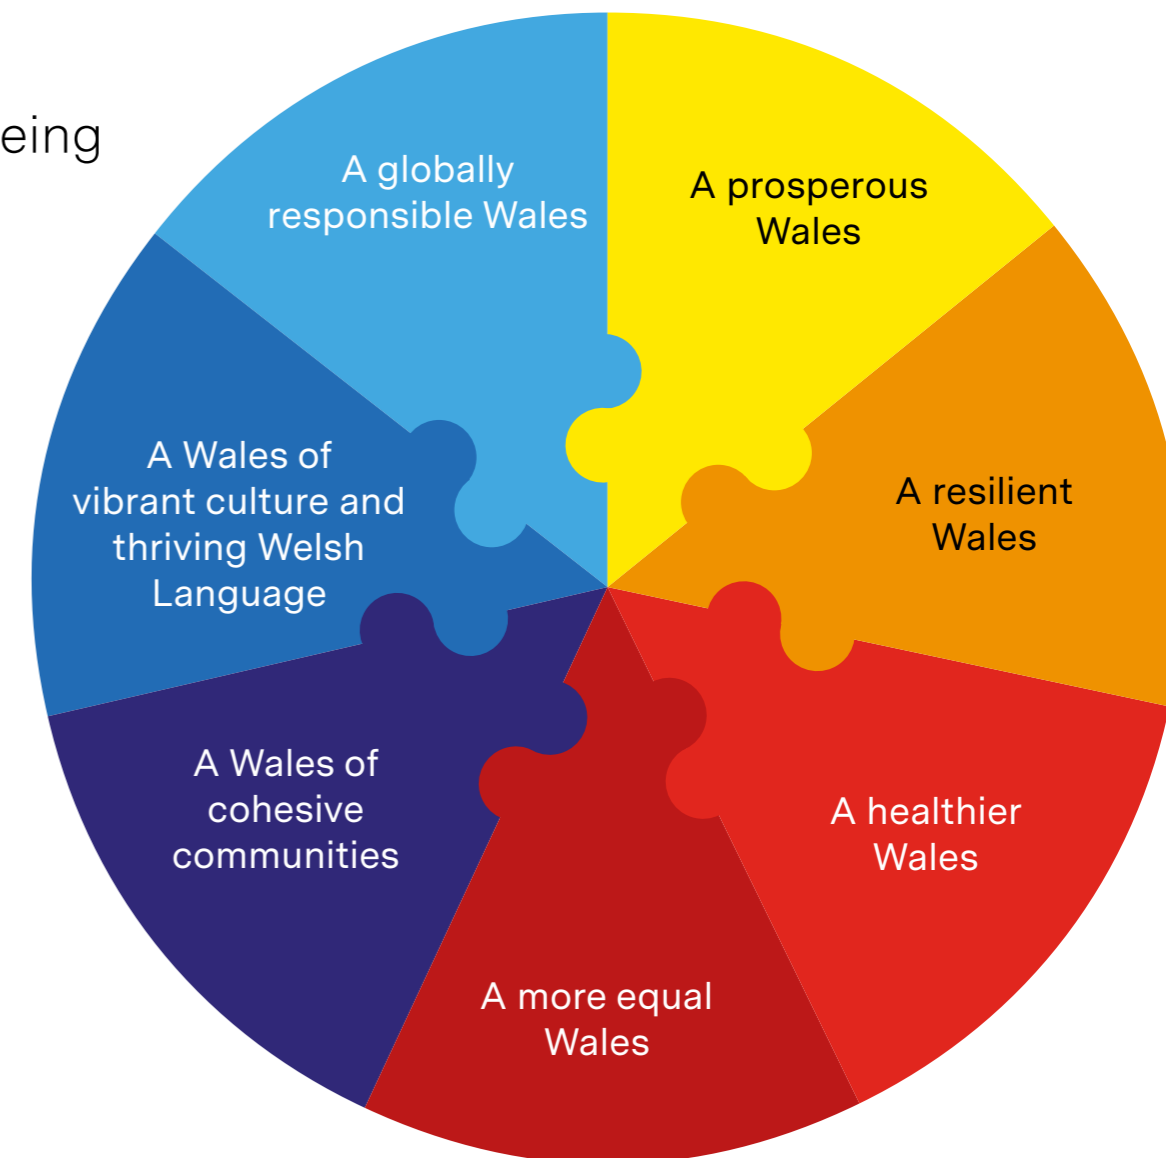 eing
A globally
responsible Wales
A prosperous
Wales
A resilient
Wales
A healthier
Wales
A more equal
Wales
A Wales of
cohesive
communities
A Wales of
vibrant culture and
thriving Welsh
Language